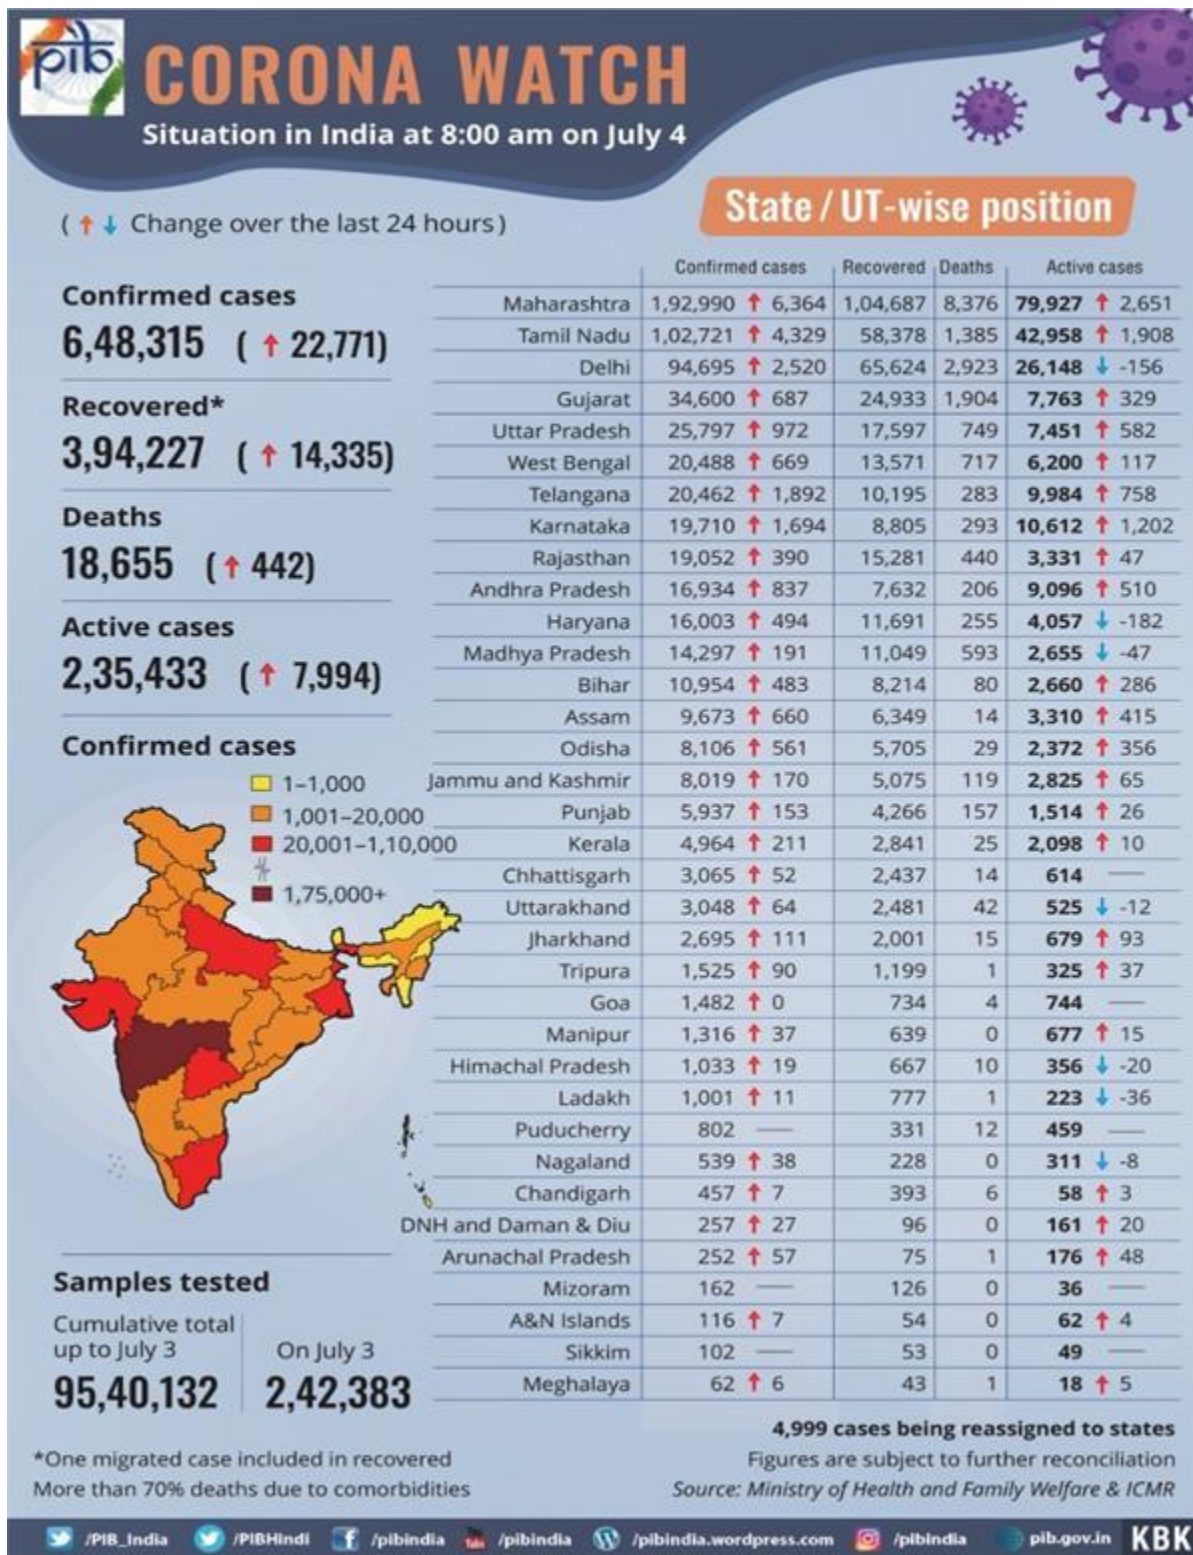 pib
CORONA WATCH
Situation in India at 8:00 am on July 4
( ↑ ↓ Change over the last 24 hours )
Confirmed cases
6,48,315 ( ↑ 22,771)
Recovered*
3,94,227 ( ↑ 14,335)
Deaths
18,655 ( ↑ 442)
Active cases
2,35,433 ( ↑ 7,994)
Confirmed cases
1–1,000
1,001–20,000
20,001–1,10,000
1,75,000+
Samples tested
Cumulative total
up to July 3
95,40,132
On July 3
2,42,383
*One migrated case included in recovered
More than 70% deaths due to comorbidities
State / UT-wise position
Confirmed cases Recovered Deaths Active cases
Maharashtra 1,92,990 ↑ 6,364 1,04,687 8,376 79,927 ↑ 2,651
Tamil Nadu 1,02,721 ↑ 4,329 58,378 1,385 42,958 ↑ 1,908
Delhi 94,695 ↑ 2,520 65,624 2,923 26,148 ↓ -156
Gujarat 34,600 ↑ 687 24,933 1,904 7,763 ↑ 329
Uttar Pradesh 25,797 ↑ 972 17,597 749 7,451 ↑ 582
West Bengal 20,488 ↑ 669 13,571 717 6,200 ↑ 117
Telangana 20,462 ↑ 1,892 10,195 283 9,984 ↑ 758
Karnataka 19,710 ↑ 1,694 8,805 293 10,612 ↑ 1,202
Rajasthan 19,052 ↑ 390 15,281 440 3,331 ↑ 47
Andhra Pradesh 16,934 ↑ 837 7,632 206 9,096 ↑ 510
Haryana 16,003 ↑ 494 11,691 255 4,057 ↓ -182
Madhya Pradesh 14,297 ↑ 191 11,049 593 2,655 ↓ -47
Bihar 10,954 ↑ 483 8,214 80 2,660 ↑ 286
Assam 9,673 ↑ 660 6,349 14 3,310 ↑ 415
Odisha 8,106 ↑ 561 5,705 29 2,372 ↑ 356
Jammu and Kashmir 8,019 ↑ 170 5,075 119 2,825 ↑ 65
Punjab 5,937 ↑ 153 4,266 157 1,514 ↑ 26
Kerala 4,964 ↑ 211 2,841 25 2,098 ↑ 10
Chhattisgarh 3,065 ↑ 52 2,437 14 614 —
Uttarakhand 3,048 ↑ 64 2,481 42 525 ↓ -12
Jharkhand 2,695 ↑ 111 2,001 15 679 ↑ 93
Tripura 1,525 ↑ 90 1,199 1 325 ↑ 37
Goa 1,482 ↑ 0 734 4 744 —
Manipur 1,316 ↑ 37 639 0 677 ↑ 15
Himachal Pradesh 1,033 ↑ 19 667 10 356 ↓ -20
Ladakh 1,001 ↑ 11 777 1 223 ↓ -36
Puducherry 802 — 331 12 459 —
Nagaland 539 ↑ 38 228 0 311 ↓ -8
Chandigarh 457 ↑ 7 393 6 58 ↑ 3
DNH and Daman & Diu 257 ↑ 27 96 0 161 ↑ 20
Arunachal Pradesh 252 ↑ 57 75 1 176 ↑ 48
Mizoram 162 — 126 0 36 —
A&N Islands 116 ↑ 7 54 0 62 ↑ 4
Sikkim 102 — 53 0 49 —
Meghalaya 62 ↑ 6 43 1 18 ↑ 5
4,999 cases being reassigned to states
Figures are subject to further reconciliation
Source: Ministry of Health and Family Welfare & ICMR
/PIB_India /PIBHindi /pibindia /pibindia /pibindia.wordpress.com /pibindia pib.gov.in KBK